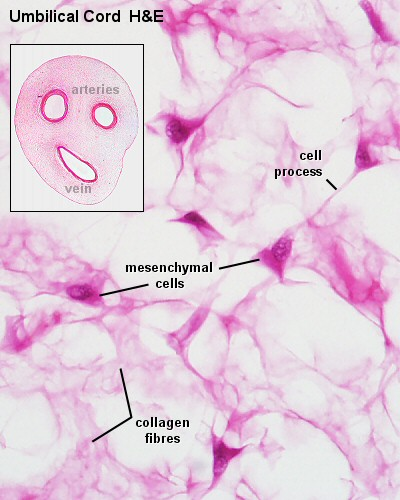 Umbilical Cord H&E
arteries
vein
cell
process
mesenchymal
cells
collagen
fibres